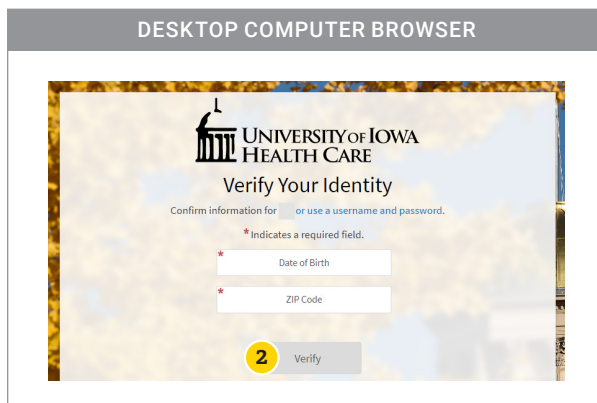 DESKTOP COMPUTER BROWSER
UNIVERSITY OF IOWA
HEALTH CARE
Verify Your Identity
Confirm information for or use a username and password.
* Indicates a required field.
* Date of Birth
* ZIP Code
2 Verify